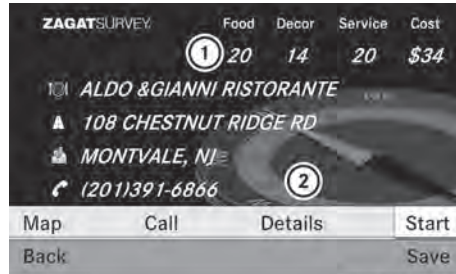 ZAGATSURVEY. Food Decor Service Cost
1 20 14 20 $34
ALDO &GIANNI RISTORANTE
108 CHESTNUT RIDGE RD
MONTVALE, NJ
(201)391-6866
2
Map Call Details Start
Back Save